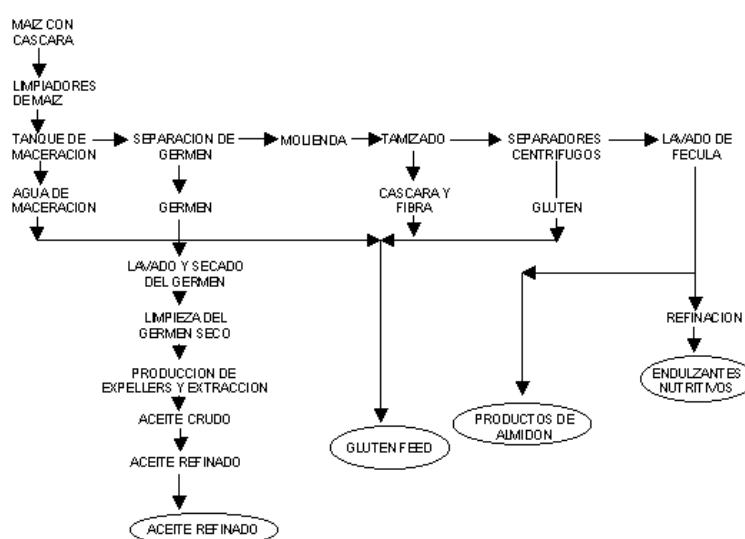 MAIZ CON
CASCARA
LIMPIADORES
DE MAIZ
TANQUE DE
MACERACION
SEPARACION DE
GERMEN
MOLIENDA
TAMIZADO
SEPARADORES
CENTRIFUGOS
LAVADO DE
FECULA
AGUA DE
MACERACION
GERMEN
CASCARA Y
FIBRA
GLUTEN
LAVADO Y SECADO
DEL GERMEN
LIMPIEZA DEL
GERMEN SECO
REFINACION
PRODUCCION DE
EXPELLERS Y EXTRACCION
ENDULZANTES
NUTRITIVOS
ACEITE CRUDO
PRODUCTOS DE
ALMIDON
GLUTEN FEED
ACEITE REFINADO
ACEITE REFINADO